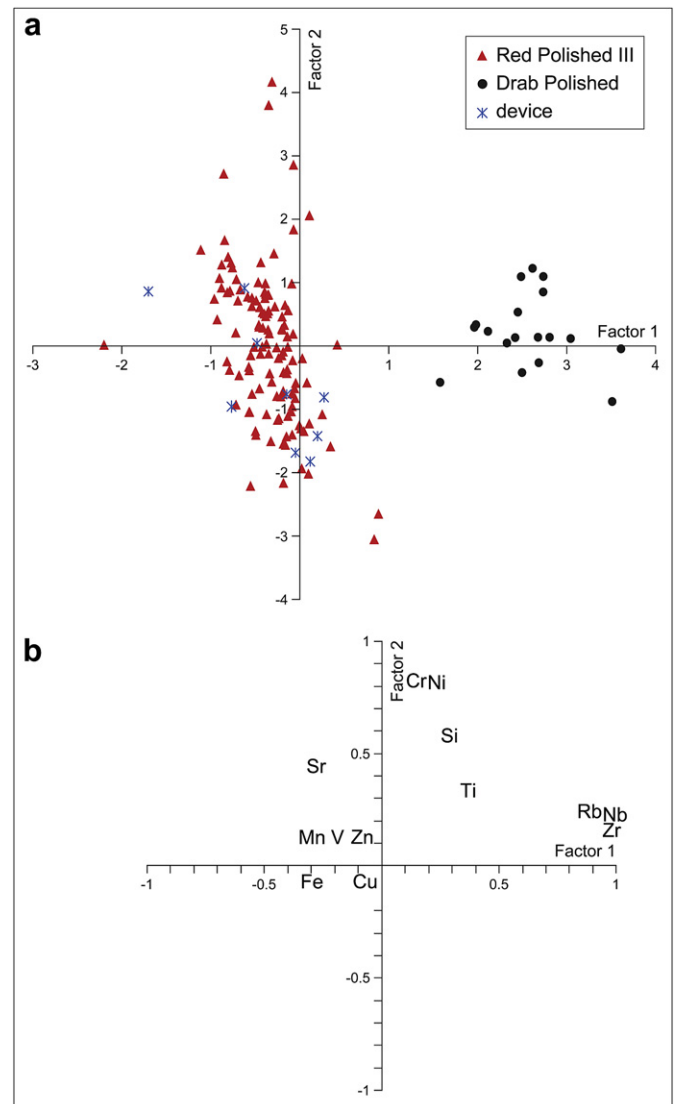 a
5
Factor 2
Red Polished III
Drab Polished
device
4
3
2
1
Factor 1
-3
-2
-1
1
2
3
4
-1
-2
-3
-4
b
1
Factor 2
CrNi
Si
0.5
Sr
Ti
RbNb
Zr
Mn V Zn
Factor 1
-1
-0.5
0.5
1
Fe
Cu
-0.5
-1